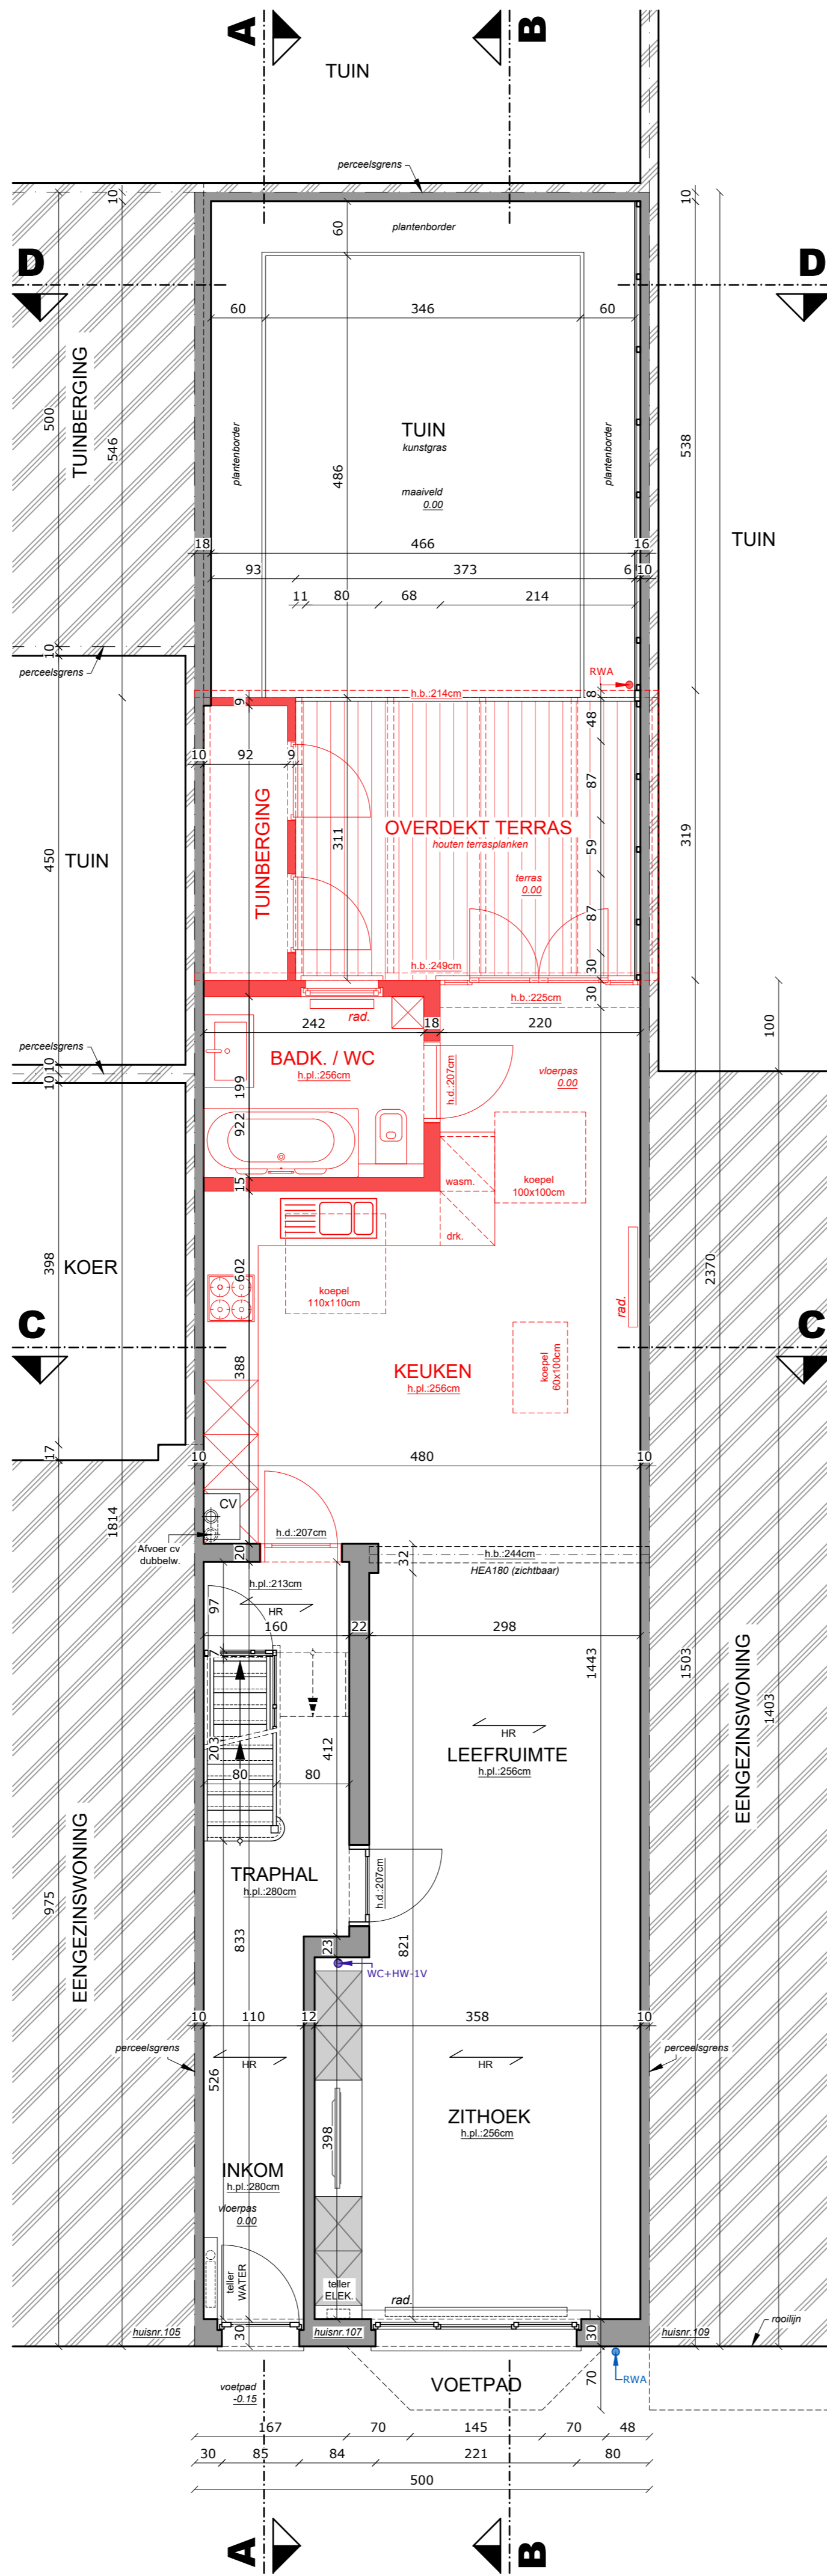 A
B
TUIN
perceelsgrens
10
10
60
plantenborder
D
D
60
346
60
TUINBERGING
500
546
plantenborder
TUIN
kunstgras
plantenborder
538
486
maaiveld
0.00
TUIN
18
466
16
93
373
6
10
11
80
68
214
10
perceelsgrens
RWA
h.b.:214cm
8
9
48
10
92
9
87
TUINBERGING
311
OVERDEKT TERRAS
houten terrasplanken
59
319
450
TUIN
terras
0.00
87
h.b.:249cm
30
h.b.:225cm
30
rad.
242
18
220
100
perceelsgrens
10
10
BADK. / WC
h.pl.:256cm
h.d.:207cm
vloerpas
0.00
199
922
15
wasm.
koepel
100x100cm
drk.
398
KOER
602
koepel
110x110cm
2370
rad.
C
C
388
KEUKEN
h.pl.:256cm
koepel
60x100cm
17
10
480
10
1814
CV
Afvoer cv
dubbelw.
h.d.:207cm
20
32
h.b.:244cm
HEA180 (zichtbaar)
h.pl.:213cm
97
HR
160
22
298
7
1443
1503
1403
EENGEZINSWONING
203
412
HR
LEEFRUIMTE
h.pl.:256cm
80
80
EENGEZINSWONING
975
TRAPHAL
h.pl.:280cm
h.d.:207cm
833
23
821
WC+HW-1V
10
110
12
358
10
perceelsgrens
HR
HR
perceelsgrens
526
398
ZITHOEK
h.pl.:256cm
INKOM
h.pl.:280cm
vloerpas
0.00
teller
WATER
teller
ELEK.
rad.
rooilijn
huisnr.105
30
huisnr.107
30
huisnr.109
voetpad
-0.15
VOETPAD
70
RWA
167
70
145
70
48
30
85
84
221
80
500
A
B